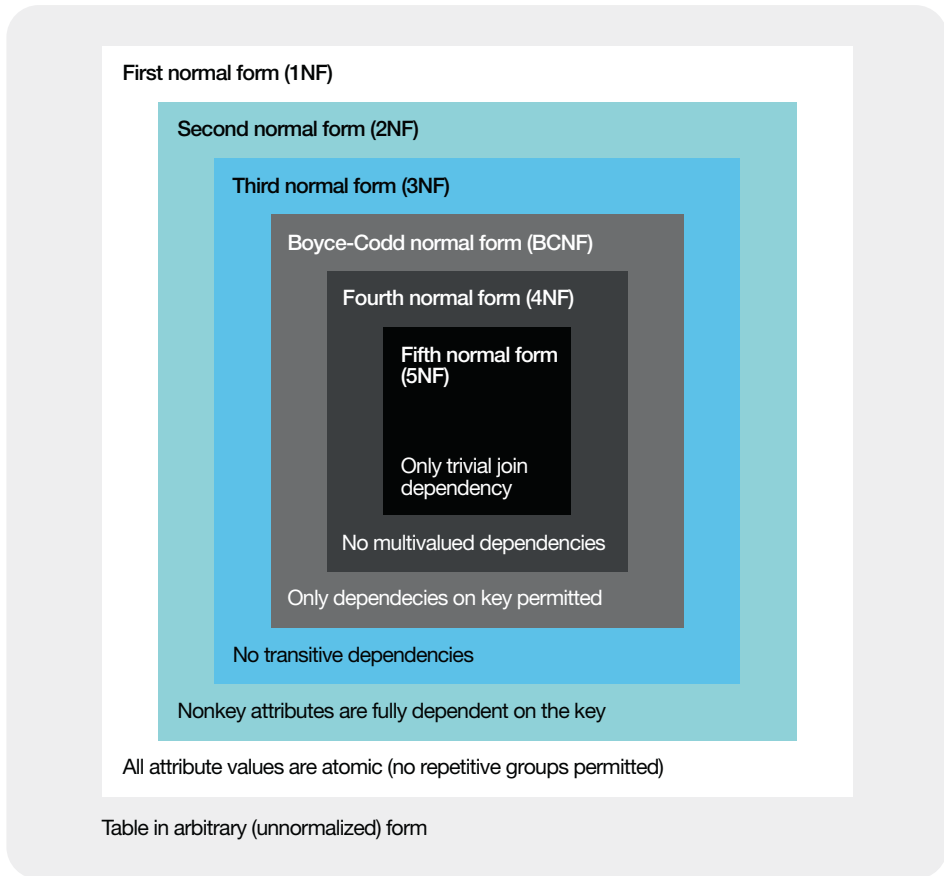 First normal form (1NF)
Second normal form (2NF)
Third normal form (3NF)
Boyce-Codd normal form (BCNF)
Fourth normal form (4NF)
Fifth normal form
(5NF)
Only trivial join
dependency
No multivalued dependencies
Only dependecies on key permitted
No transitive dependencies
Nonkey attributes are fully dependent on the key
All attribute values are atomic (no repetitive groups permitted)
Table in arbitrary (unnormalized) form